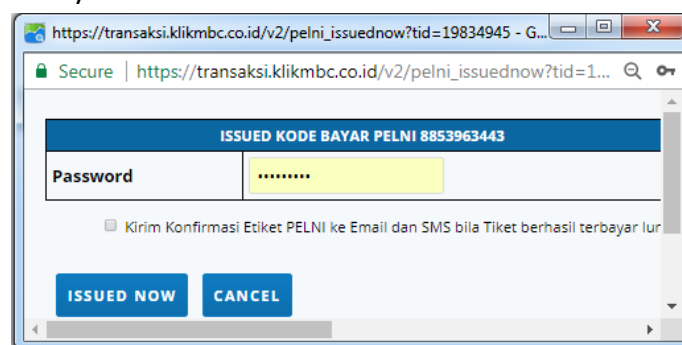 https://transaksi.klikmbc.co.id/v2/pelni_issuednow?tid=19834945 - G...
Secure | https://transaksi.klikmbc.co.id/v2/pelni_issuednow?tid=1...
ISSUED KODE BAYAR PELNI 8853963443
Password •••••••••
Kirim Konfirmasi Etiket PELNI ke Email dan SMS bila Tiket berhasil terbayar lun
ISSUED NOW CANCEL